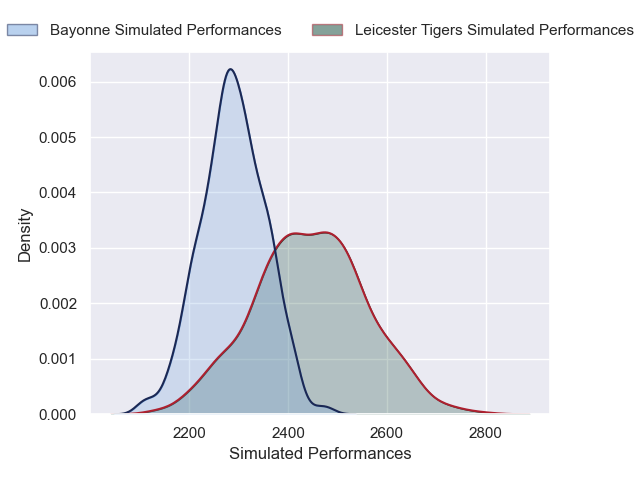 Bayonne Simulated Performances
Leicester Tigers Simulated Performances
0.006
0.005
0.004
0.003
0.002
0.001
0.000
Density
2200
2400
2600
2800
Simulated Performances